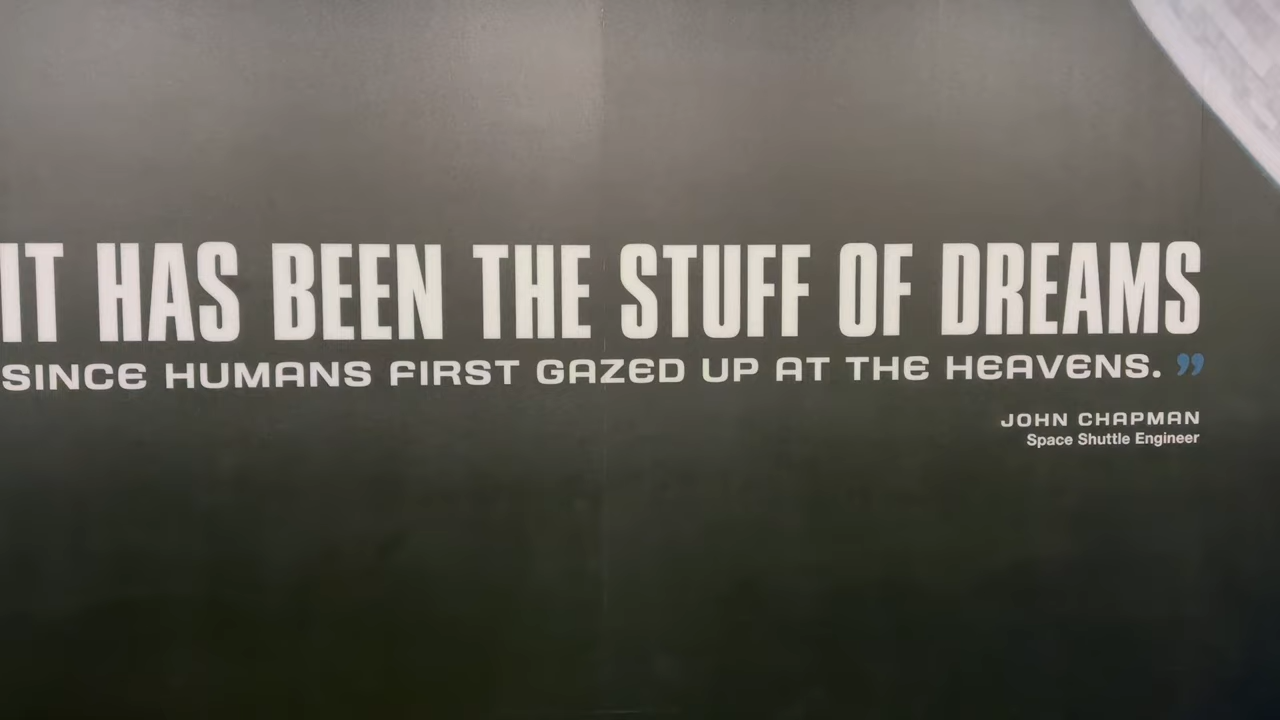 IT HAS BEEN THE STUFF OF DREAMS
SINCE HUMANS FIRST GAZED UP AT THE HEAVENS.”
JOHN CHAPMAN
Space Shuttle Engineer